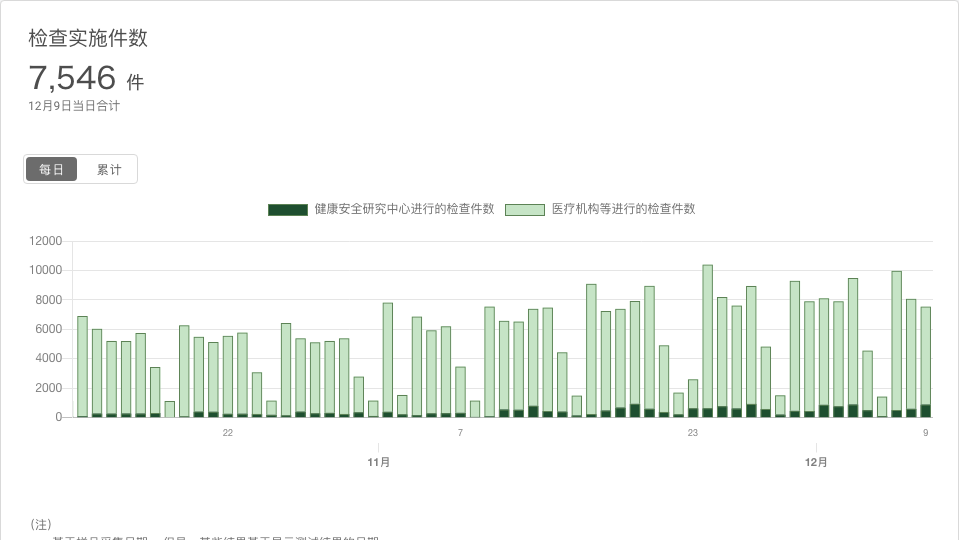 检查实施件数
7,546 件
12月9日当日合计
每日 累计
健康安全研究中心进行的检查件数 医疗机构等进行的检查件数
12000
10000
8000
6000
4000
2000
0
22 7 23 9
11月 12月
（注）